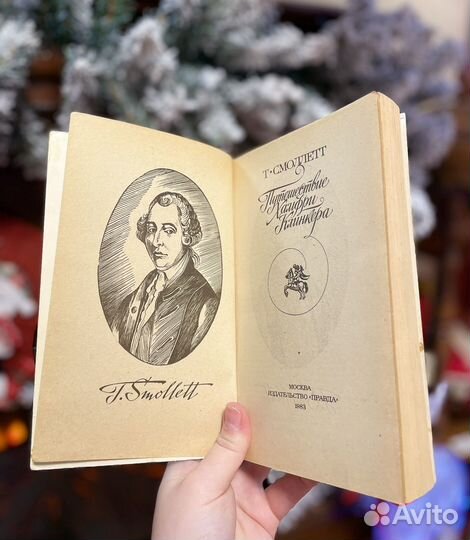 T. Smollett
Т·СМОЛЛЕТТ
Путешествие
Хамфри
Клинкера
МОСКВА
ИЗДАТЕЛЬСТВО «ПРАВДА»
1983
Avito